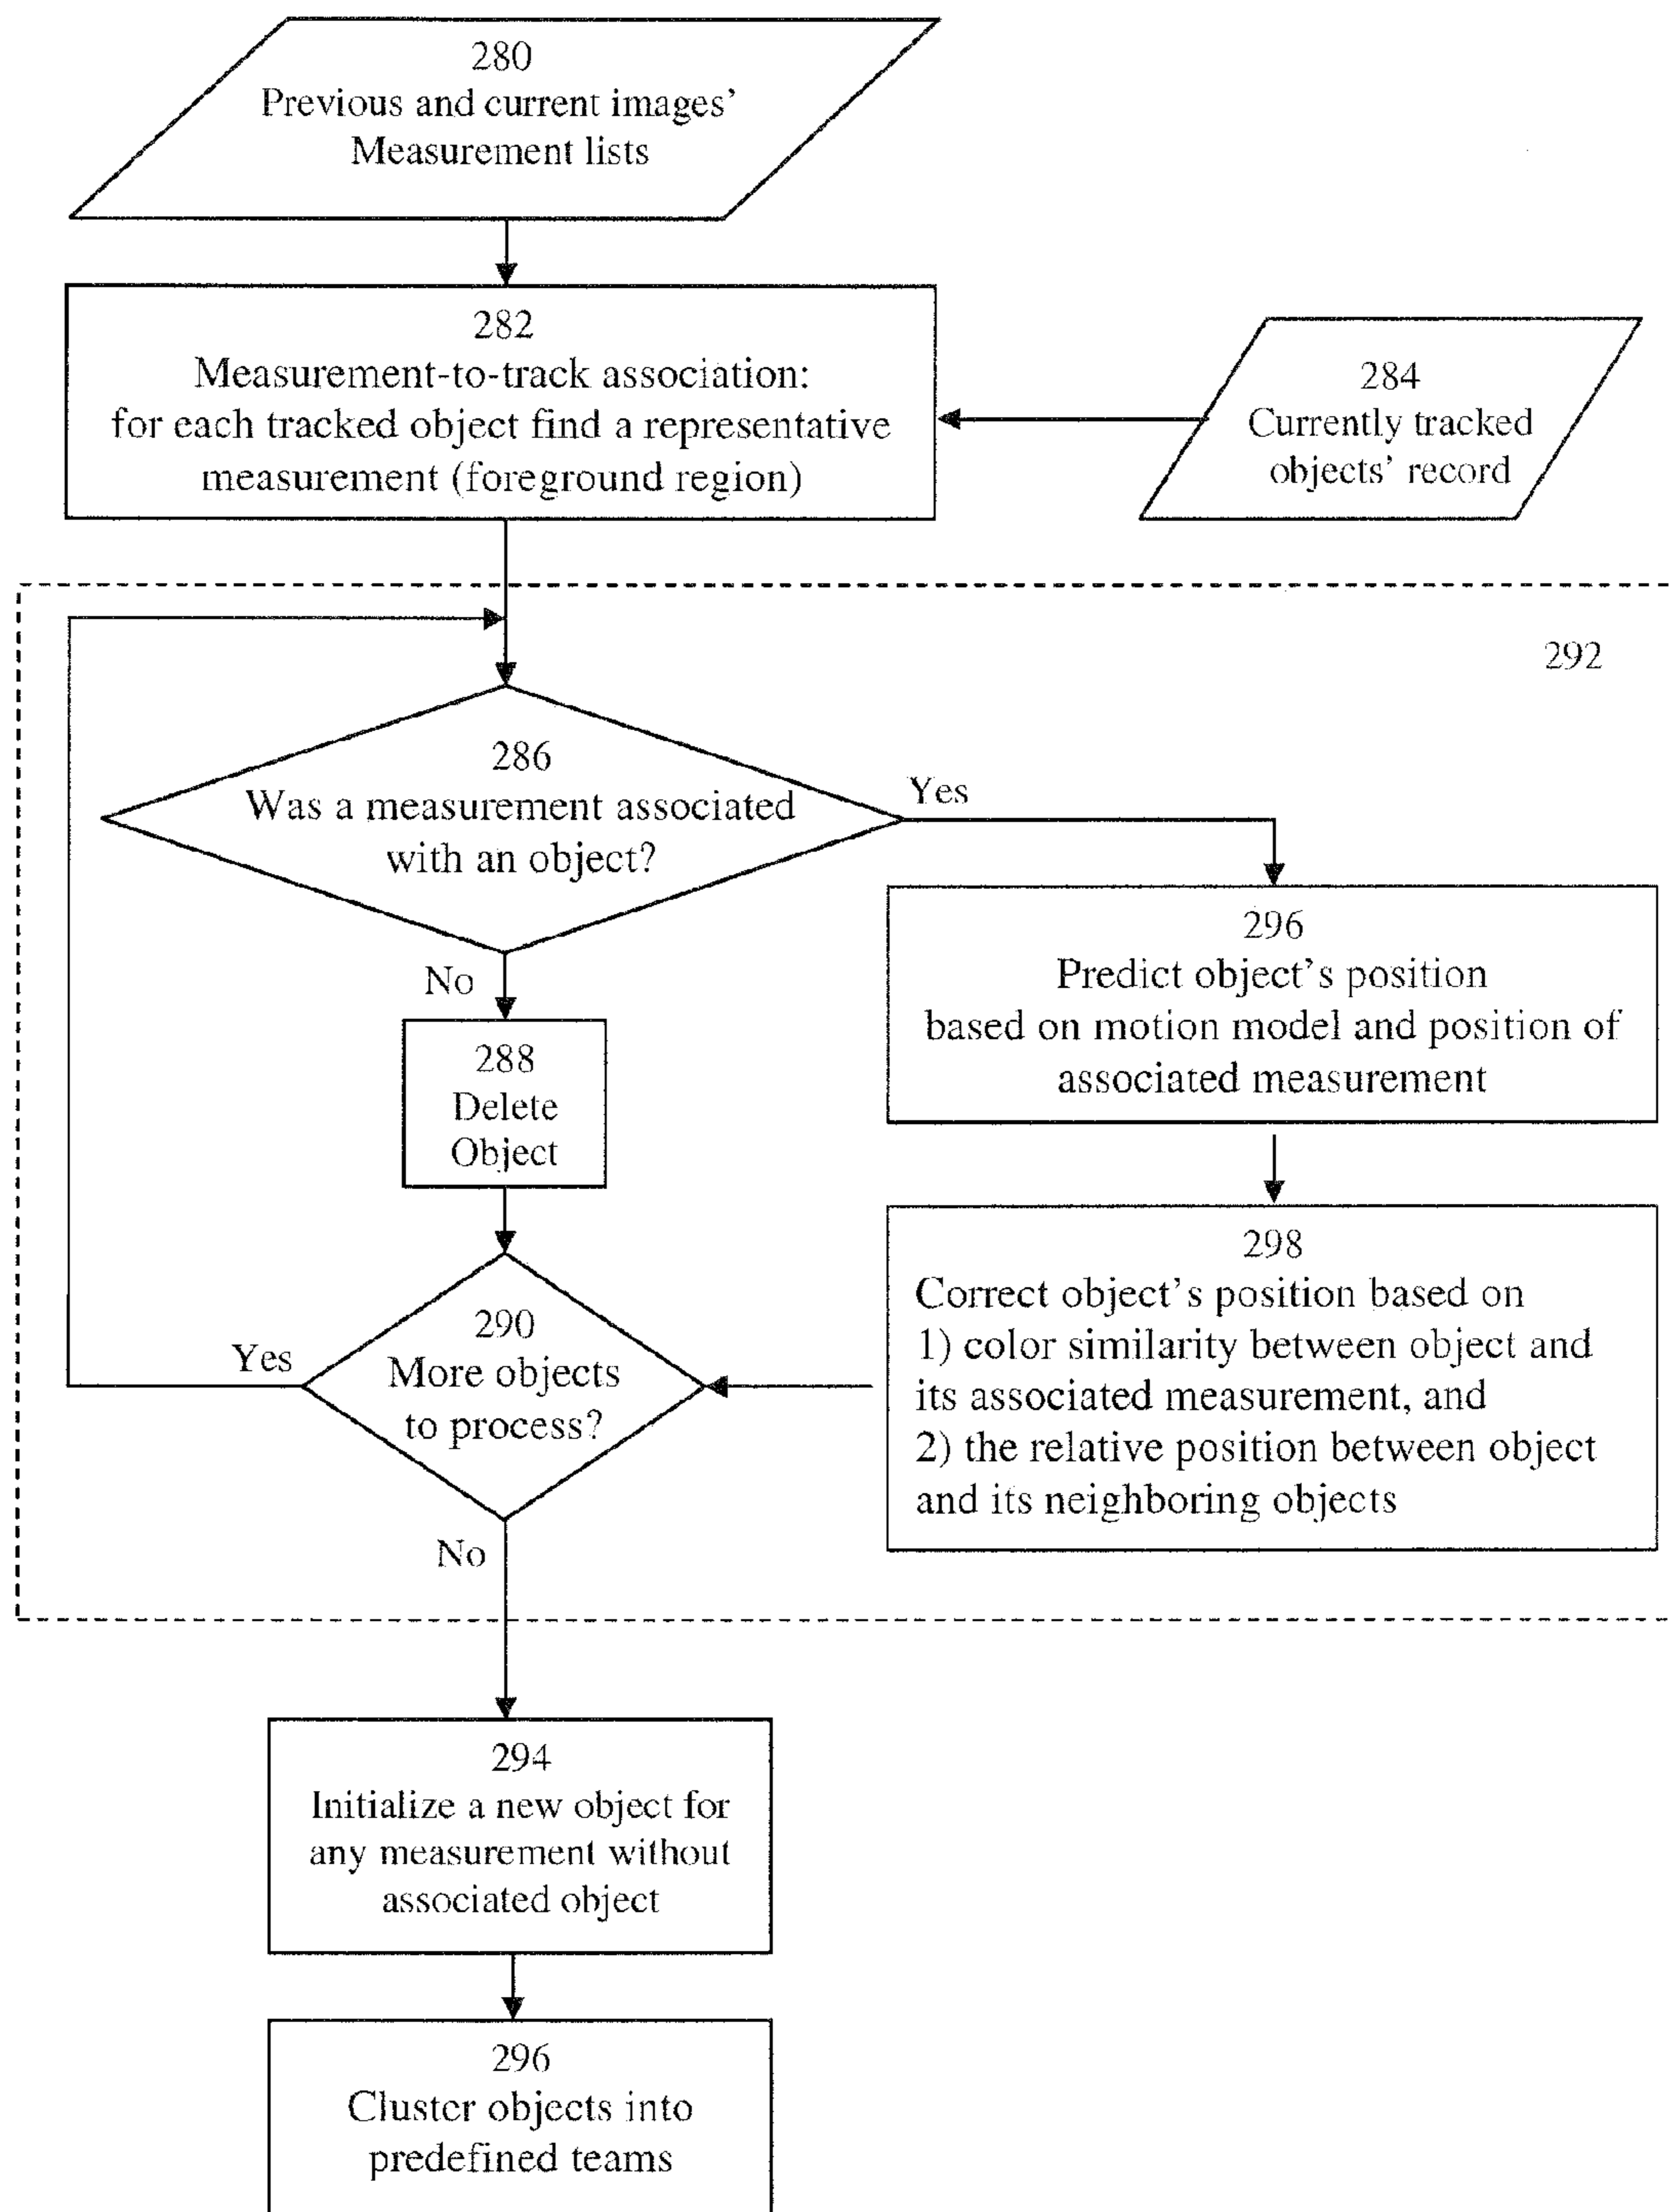 280
Previous and current images’
Measurement lists
282
Measurement-to-track association:
for each tracked object find a representative
measurement (foreground region)
284
Currently tracked
objects’ record
292
286
Was a measurement associated
with an object?
Yes
No
296
Predict object’s position
based on motion model and position of
associated measurement
288
Delete
Object
298
Correct object’s position based on
1) color similarity between object and
its associated measurement, and
2) the relative position between object
and its neighboring objects
290
More objects
to process?
Yes
No
294
Initialize a new object for
any measurement without
associated object
296
Cluster objects into
predefined teams